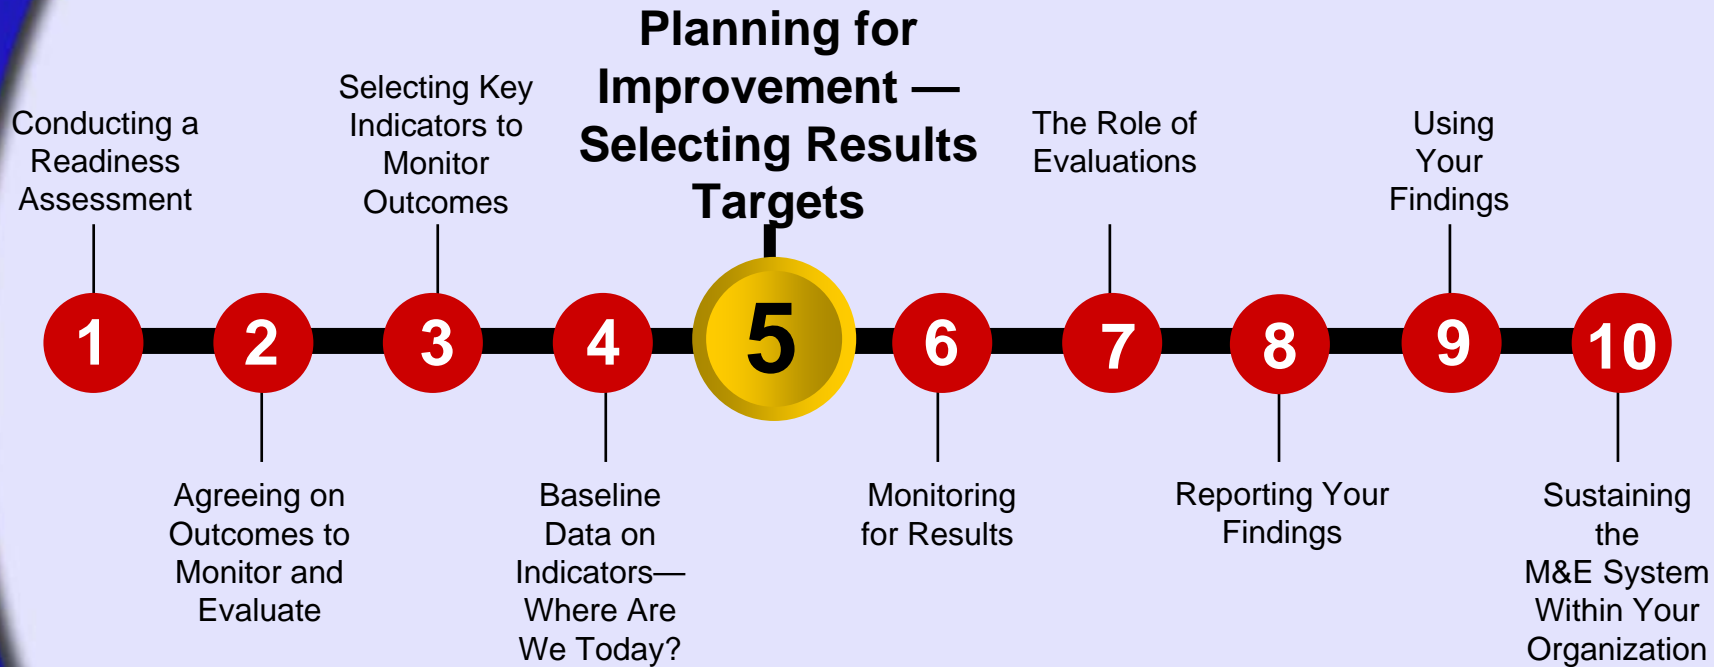 Planning for
Improvement —
Selecting Results
Targets
Conducting a
Readiness
Assessment
Selecting Key
Indicators to
Monitor
Outcomes
The Role of
Evaluations
Using
Your
Findings
1
2
3
4
5
6
7
8
9
10
Agreeing on
Outcomes to
Monitor and
Evaluate
Baseline
Data on
Indicators—
Where Are
We Today?
Monitoring
for Results
Reporting Your
Findings
Sustaining
the
M&E System
Within Your
Organization